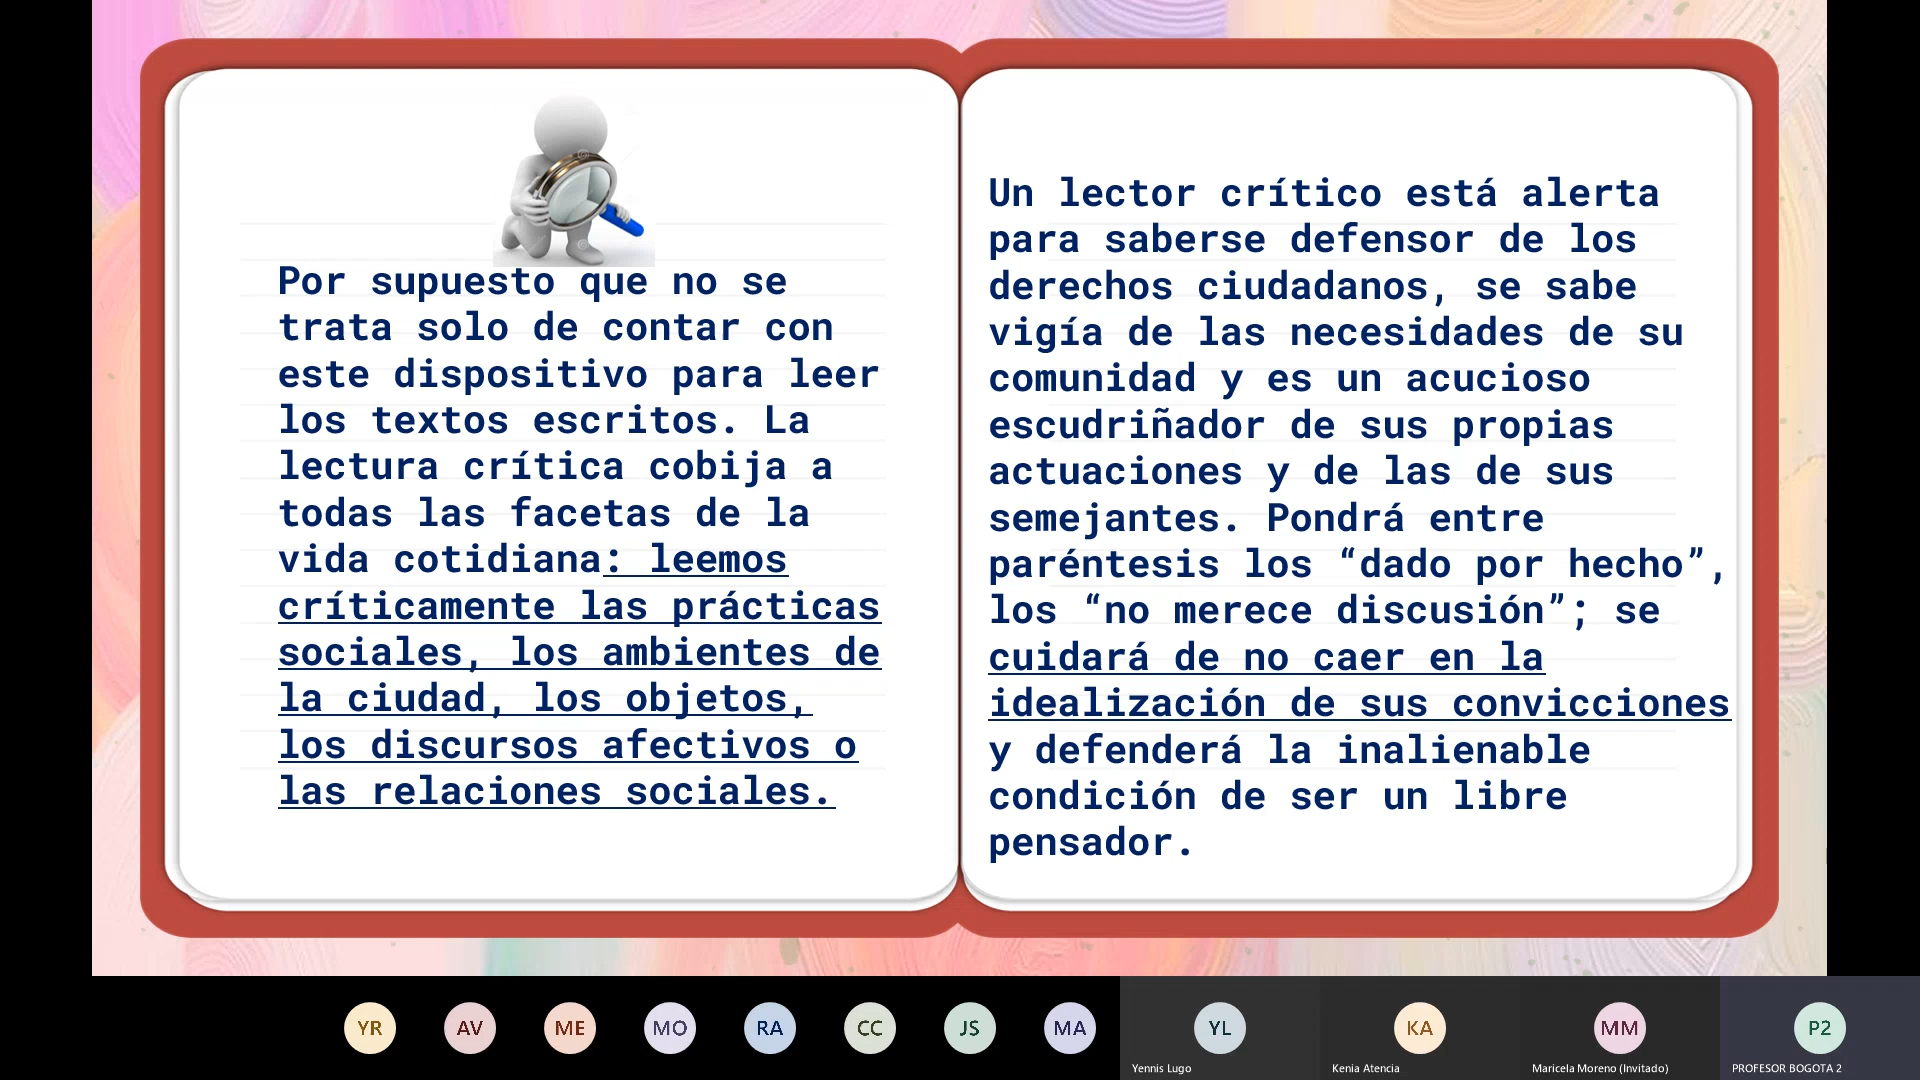 Por supuesto que no se
trata solo de contar con
este dispositivo para leer
los textos escritos. La
lectura crítica cobija a
todas las facetas de la
vida cotidiana: leemos
críticamente las prácticas
sociales, los ambientes de
la ciudad, los objetos,
los discursos afectivos o
las relaciones sociales.
Un lector crítico está alerta
para saberse defensor de los
derechos ciudadanos, se sabe
vigía de las necesidades de su
comunidad y es un acucioso
escudriñador de sus propias
actuaciones y de las de sus
semejantes. Pondrá entre
paréntesis los “dado por hecho”,
los “no merece discusión”; se
cuidará de no caer en la
idealización de sus convicciones
y defenderá la inalienable
condición de ser un libre
pensador.
YR AV ME MO RA CC JS MA YL KA MM P2
Yennis Lugo Kenia Atencia Maricela Moreno (Invitado) PROFESOR BOGOTA 2